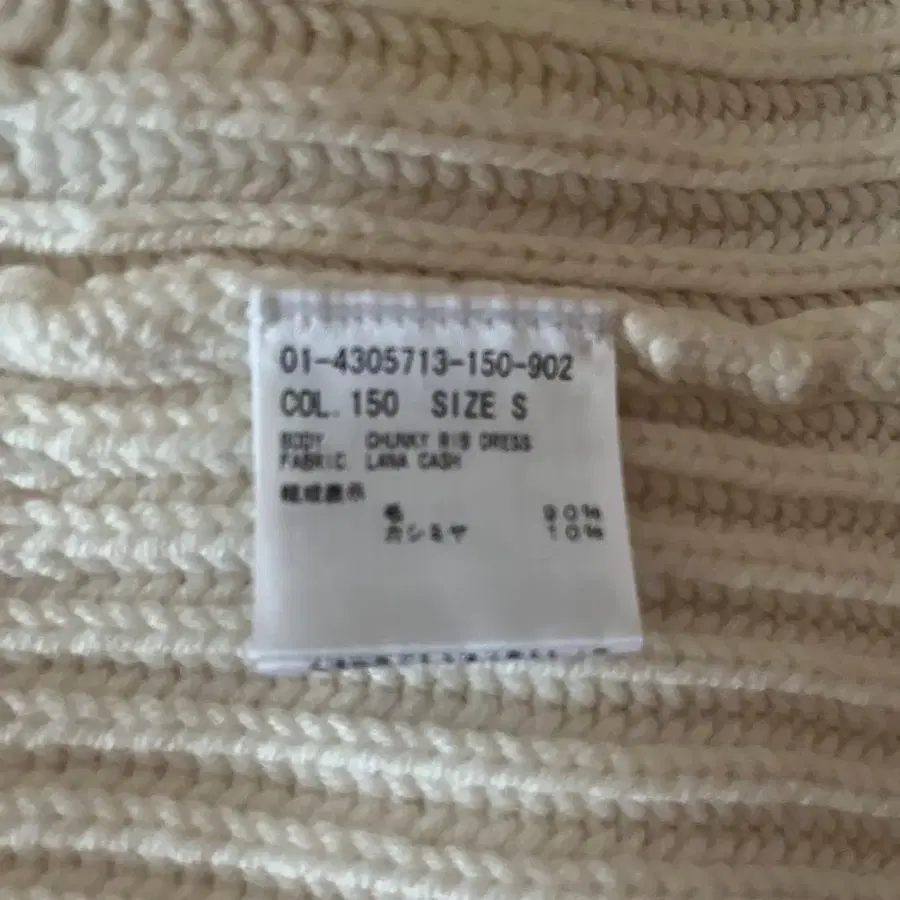 01-4305713-150-902
COL. 150 SIZE S
BODY CHUNKY RIB DRESS
FABRIC LANA CASH
組成表示
毛 90%
カシミヤ 10%